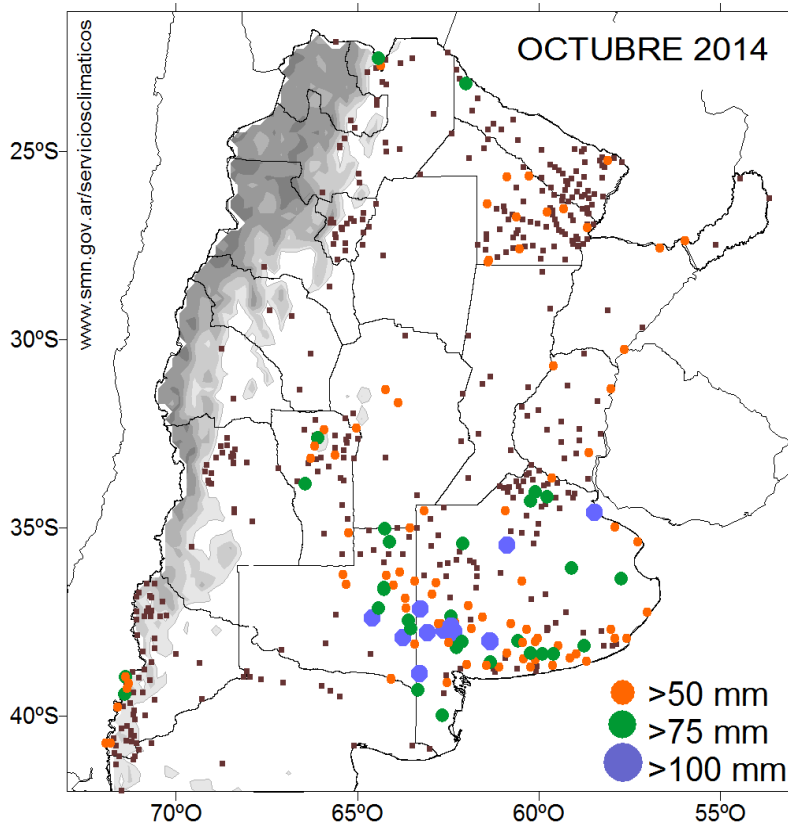 OCTUBRE 2014
www.smn.gov.ar/serviciosclimaticos
25ºS
30ºS
35ºS
40ºS
>50 mm
>75 mm
>100 mm
70ºO
65ºO
60ºO
55ºO